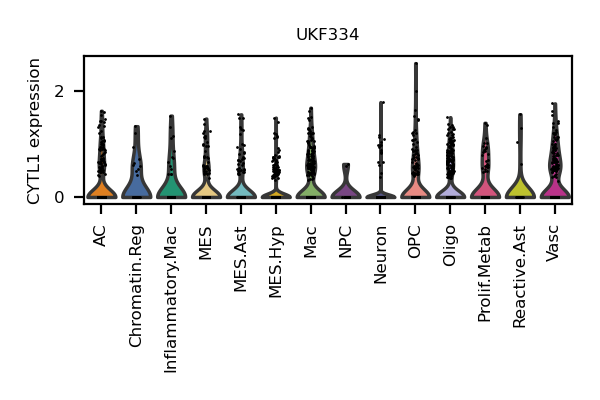 UKF334
CYTL1 expression
2
0
AC
Chromatin.Reg
Inflammatory.Mac
MES
MES.Ast
MES.Hyp
Mac
NPC
Neuron
OPC
Oligo
Prolif.Metab
Reactive.Ast
Vasc